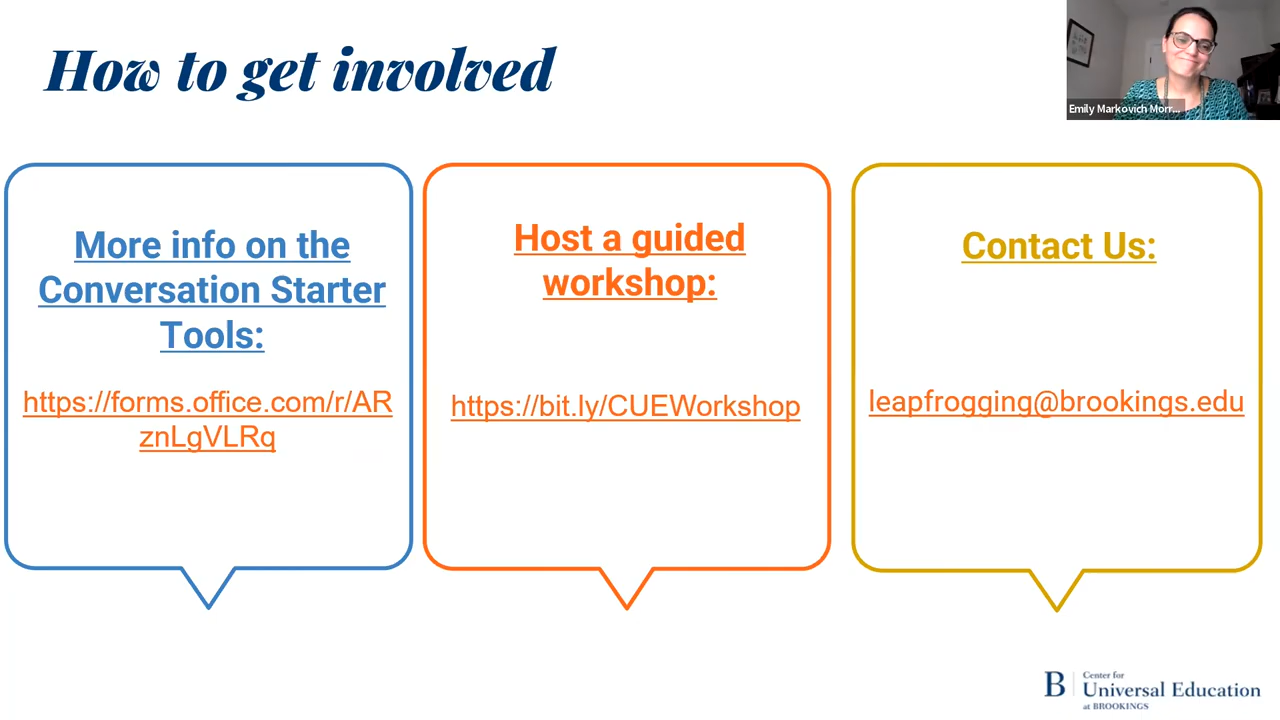 How to get involved
Emily Markovich Morr...
More info on the
Conversation Starter
Tools:
https://forms.office.com/r/AR
znLgVLRq
Host a guided
workshop:
https://bit.ly/CUEWorkshop
Contact Us:
leapfrogging@brookings.edu
B
Center for
Universal Education
at BROOKINGS